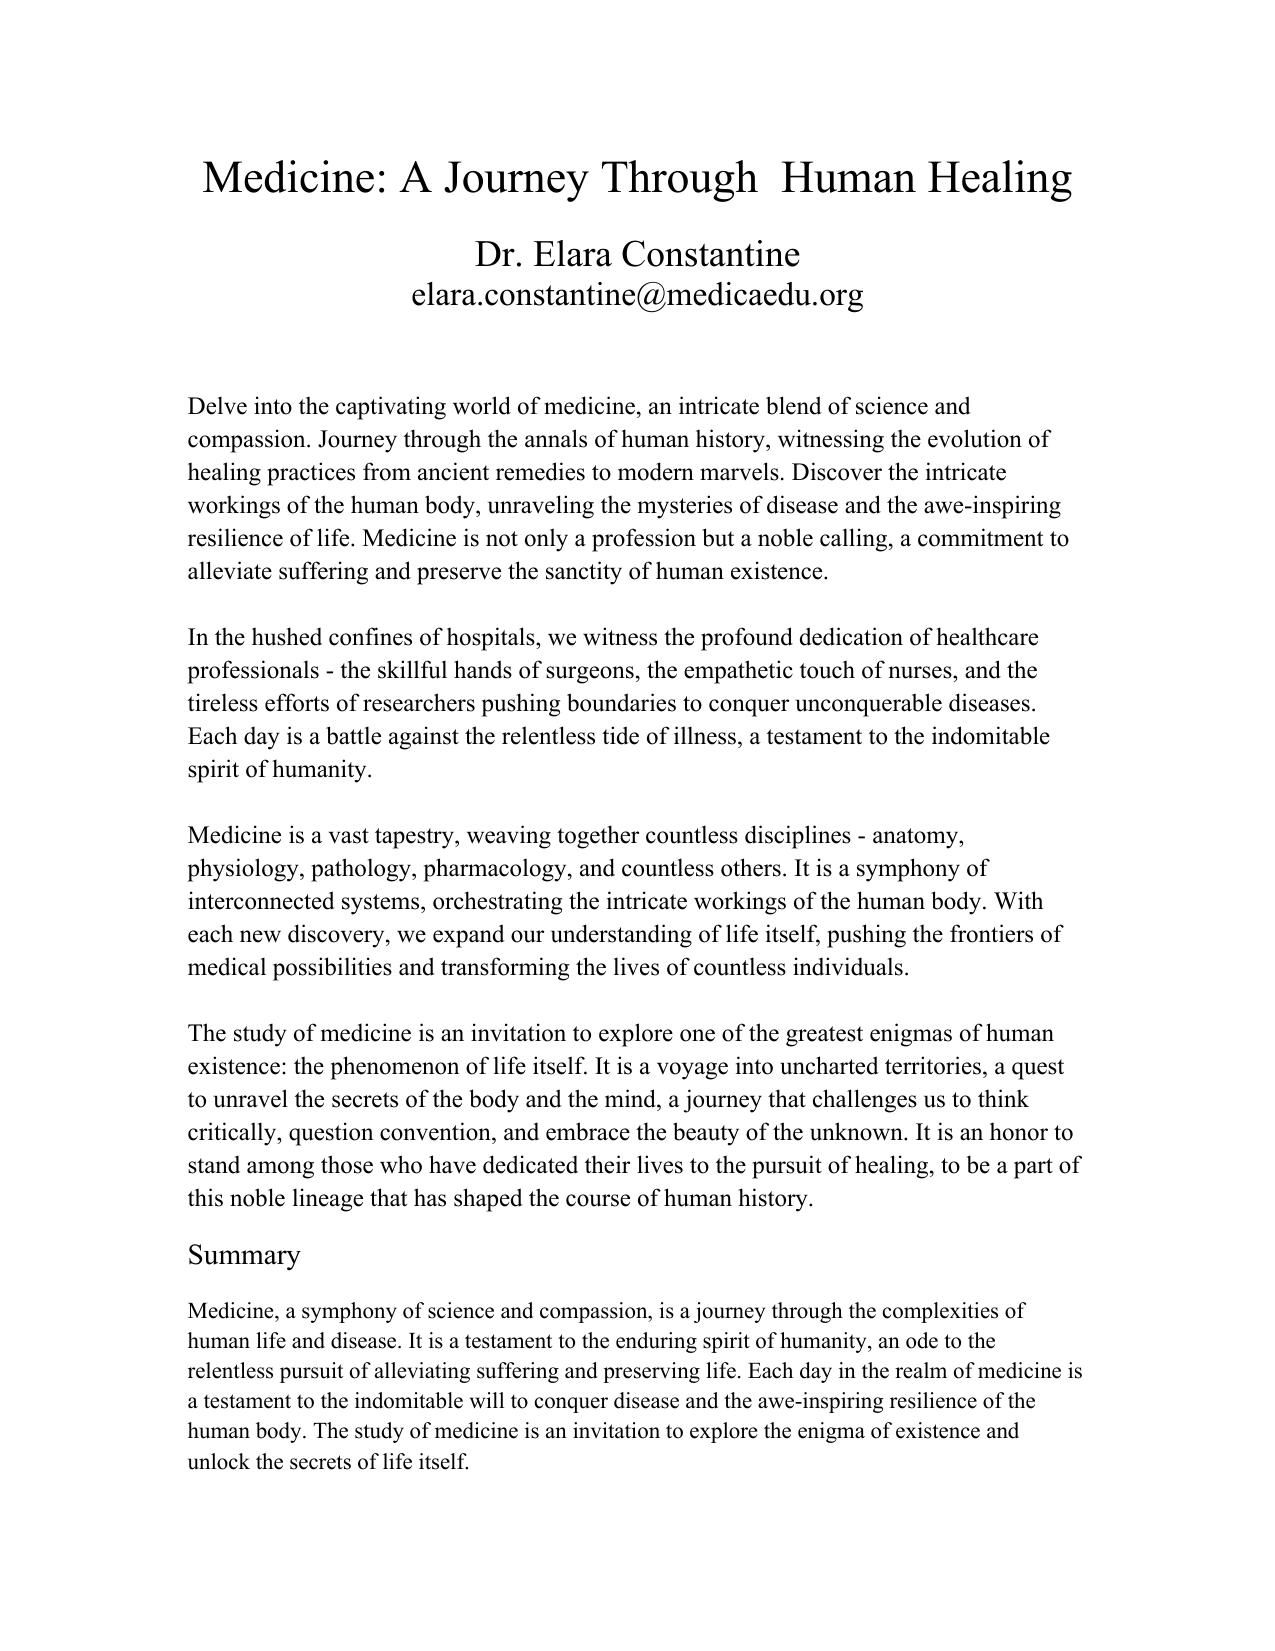 Medicine: A Journey Through  Human Healing
Dr. Elara Constantine
elara.constantine@medicaedu.org
Delve into the captivating world of medicine, an intricate blend of science and
compassion. Journey through the annals of human history, witnessing the evolution of
healing practices from ancient remedies to modern marvels. Discover the intricate
workings of the human body, unraveling the mysteries of disease and the awe-inspiring
resilience of life. Medicine is not only a profession but a noble calling, a commitment to
alleviate suffering and preserve the sanctity of human existence.
In the hushed confines of hospitals, we witness the profound dedication of healthcare
professionals - the skillful hands of surgeons, the empathetic touch of nurses, and the
tireless efforts of researchers pushing boundaries to conquer unconquerable diseases.
Each day is a battle against the relentless tide of illness, a testament to the indomitable
spirit of humanity.
Medicine is a vast tapestry, weaving together countless disciplines - anatomy,
physiology, pathology, pharmacology, and countless others. It is a symphony of
interconnected systems, orchestrating the intricate workings of the human body. With
each new discovery, we expand our understanding of life itself, pushing the frontiers of
medical possibilities and transforming the lives of countless individuals.
The study of medicine is an invitation to explore one of the greatest enigmas of human
existence: the phenomenon of life itself. It is a voyage into uncharted territories, a quest
to unravel the secrets of the body and the mind, a journey that challenges us to think
critically, question convention, and embrace the beauty of the unknown. It is an honor to
stand among those who have dedicated their lives to the pursuit of healing, to be a part of
this noble lineage that has shaped the course of human history.
Summary
Medicine, a symphony of science and compassion, is a journey through the complexities of
human life and disease. It is a testament to the enduring spirit of humanity, an ode to the
relentless pursuit of alleviating suffering and preserving life. Each day in the realm of medicine is
a testament to the indomitable will to conquer disease and the awe-inspiring resilience of the
human body. The study of medicine is an invitation to explore the enigma of existence and
unlock the secrets of life itself.